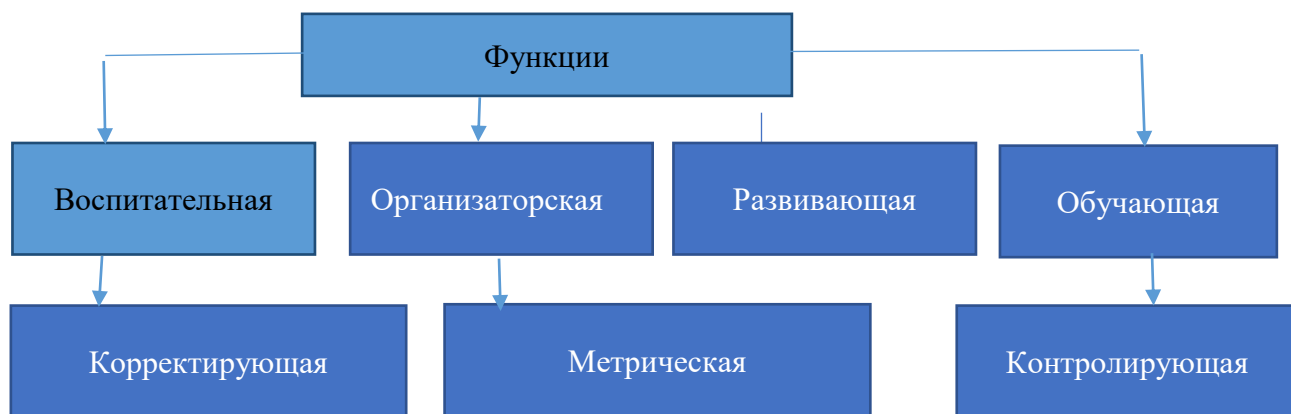 Функции
Воспитательная
Организаторская
Развивающая
Обучающая
Корректирующая
Метрическая
Контролирующая